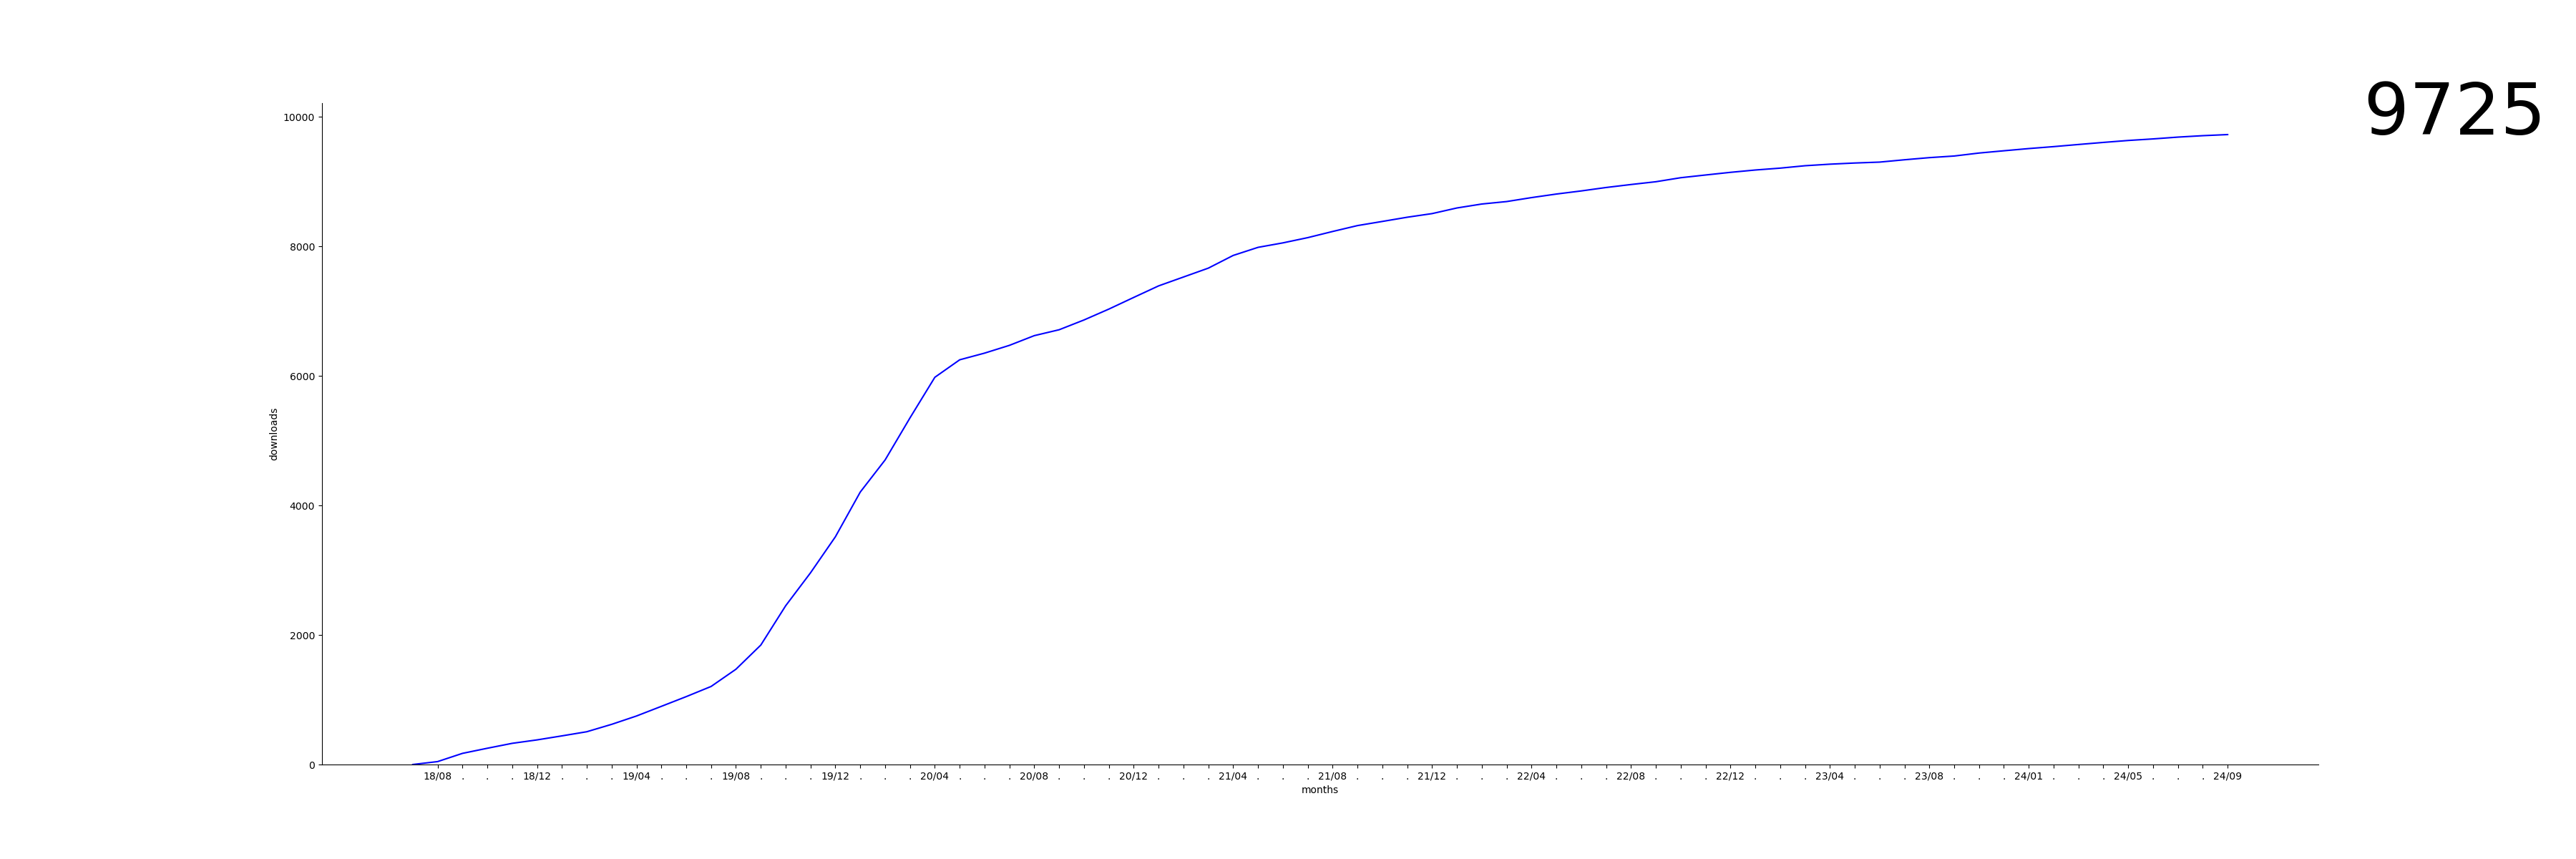 9725
10000
8000
6000
4000
2000
0
downloads
18/08 . . . 18/12 . . . 19/04 . . . 19/08 . . . 19/12 . . . 20/04 . . . 20/08 . . . 20/12 . . . 21/04 . . . 21/08 . . . 21/12 . . . 22/04 . . . 22/08 . . . 22/12 . . . 23/04 . . . 23/08 . . . 24/01 . . . 24/05 . . . 24/09
months